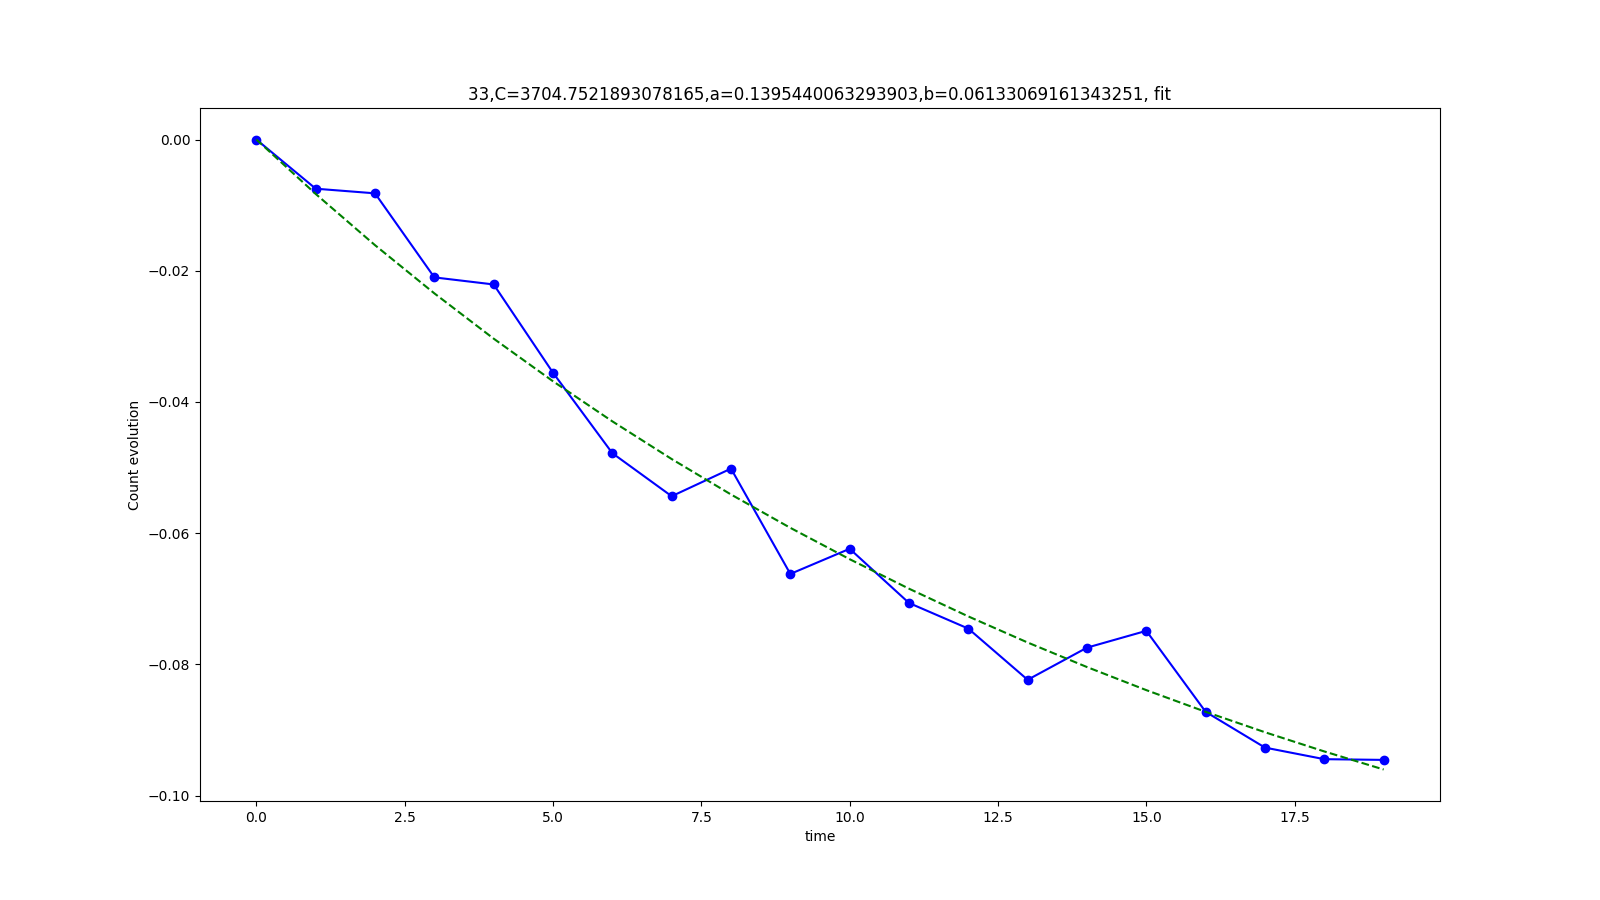 33,C=3704.7521893078165,a=0.1395440063293903,b=0.06133069161343251, fit
0.00
−0.02
−0.04
−0.06
−0.08
−0.10
Count evolution
0.0 2.5 5.0 7.5 10.0 12.5 15.0 17.5
time